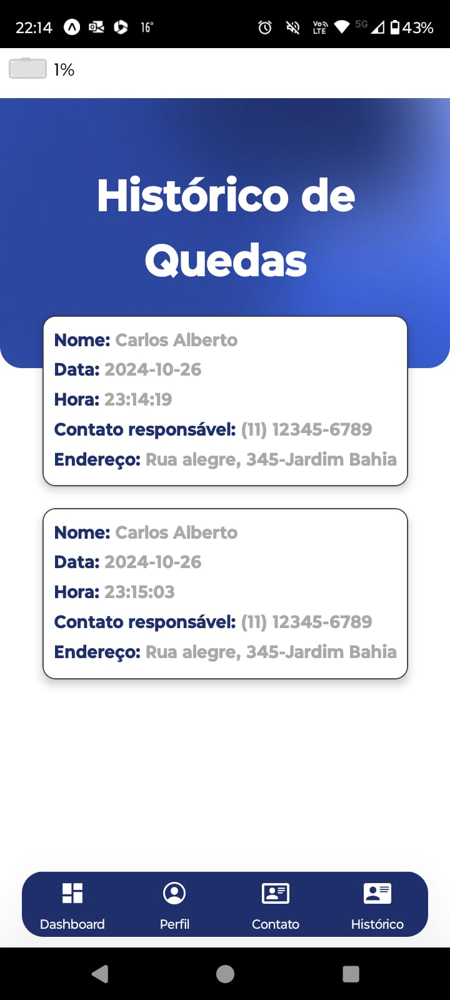 22:14 16° Vo LTE 5G 43%
1%
Histórico de
Quedas
Nome: Carlos Alberto
Data: 2024-10-26
Hora: 23:14:19
Contato responsável: (11) 12345-6789
Endereço: Rua alegre, 345-Jardim Bahia
Nome: Carlos Alberto
Data: 2024-10-26
Hora: 23:15:03
Contato responsável: (11) 12345-6789
Endereço: Rua alegre, 345-Jardim Bahia
Dashboard Perfil Contato Histórico